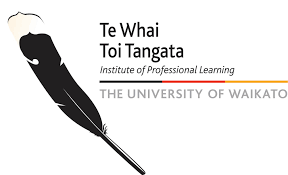 Te Whai
Toi Tangata
Institute of Professional Learning
THE UNIVERSITY OF WAIKATO